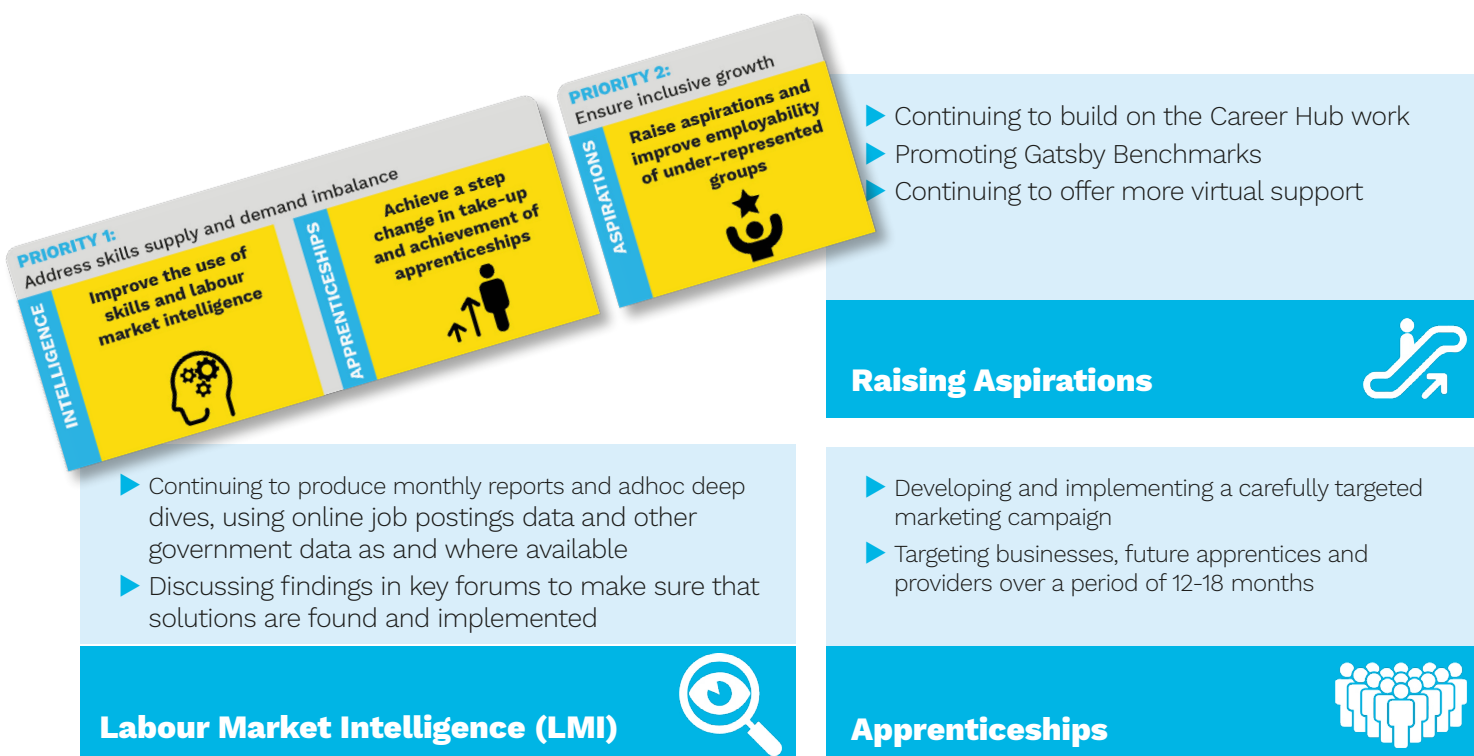 PRIORITY 1:
Address skills supply and demand imbalance
INTELLIGENCE
Improve the use of
skills and labour
market intelligence
APPRENTICESHIPS
Achieve a step
change in take-up
and achievement of
apprenticeships
PRIORITY 2:
Ensure inclusive growth
ASPIRATIONS
Raise aspirations and
improve employability
of under-represented
groups
Continuing to build on the Career Hub work
Promoting Gatsby Benchmarks
Continuing to offer more virtual support
Raising Aspirations
Continuing to produce monthly reports and adhoc deep
dives, using online job postings data and other
government data as and where available
Discussing findings in key forums to make sure that
solutions are found and implemented
Labour Market Intelligence (LMI)
Developing and implementing a carefully targeted
marketing campaign
Targeting businesses, future apprentices and
providers over a period of 12-18 months
Apprenticeships